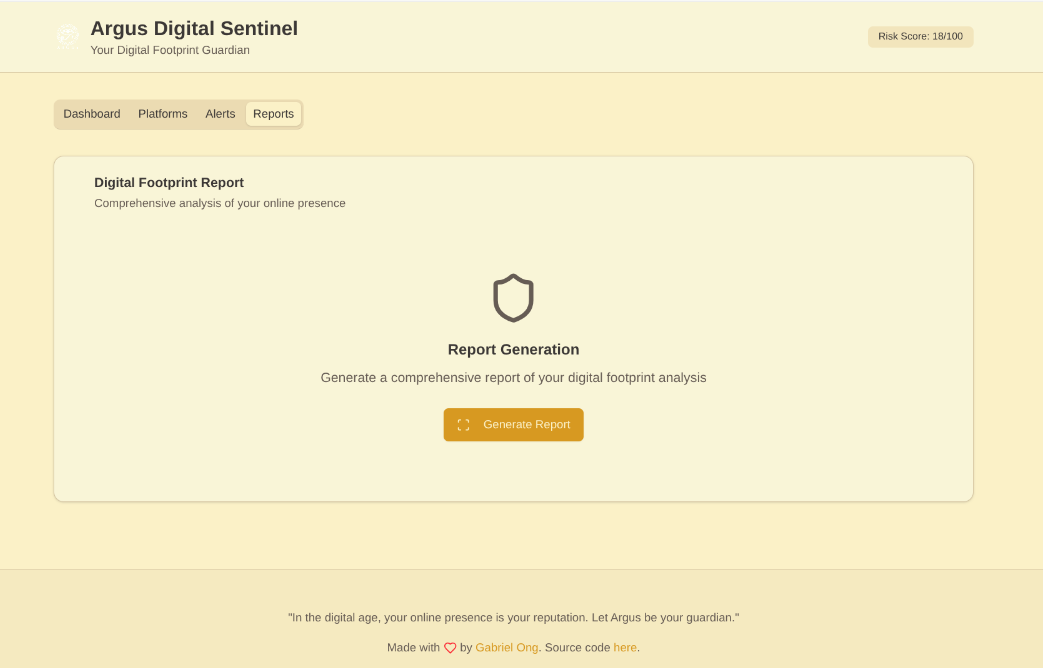 Argus Digital Sentinel
Your Digital Footprint Guardian
Risk Score: 18/100
Dashboard Platforms Alerts Reports
Digital Footprint Report
Comprehensive analysis of your online presence
Report Generation
Generate a comprehensive report of your digital footprint analysis
Generate Report
"In the digital age, your online presence is your reputation. Let Argus be your guardian."
Made with by Gabriel Ong. Source code here.